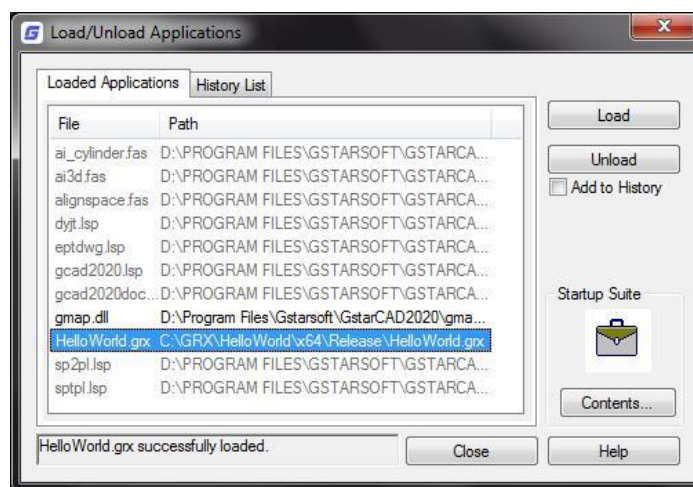 Load/Unload Applications
Loaded Applications History List
File Path
ai_cylinder.fas D:\PROGRAM FILES\GSTARSOFT\GSTARCA...
ai3d.fas D:\PROGRAM FILES\GSTARSOFT\GSTARCA...
alignspace.fas D:\PROGRAM FILES\GSTARSOFT\GSTARCA...
dyjt.lsp D:\PROGRAM FILES\GSTARSOFT\GSTARCA...
eptdwg.lsp D:\PROGRAM FILES\GSTARSOFT\GSTARCA...
gcad2020.lsp D:\PROGRAM FILES\GSTARSOFT\GSTARCA...
gcad2020doc... D:\PROGRAM FILES\GSTARSOFT\GSTARCA...
gmap.dll D:\Program Files\Gstarsoft\GstarCAD2020\gma...
HelloWorld.grx C:\GRX\HelloWorld\x64\Release\HelloWorld.grx
sp2pl.lsp D:\PROGRAM FILES\GSTARSOFT\GSTARCA...
sptpl.lsp D:\PROGRAM FILES\GSTARSOFT\GSTARCA...
Load
Unload
Add to History
Startup Suite
Contents...
HelloWorld.grx successfully loaded.
Close
Help